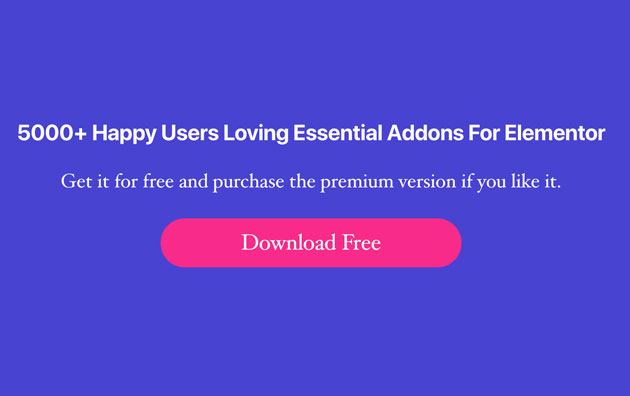 5000+ Happy Users Loving Essential Addons For Elementor
Get it for free and purchase the premium version if you like it.
Download Free